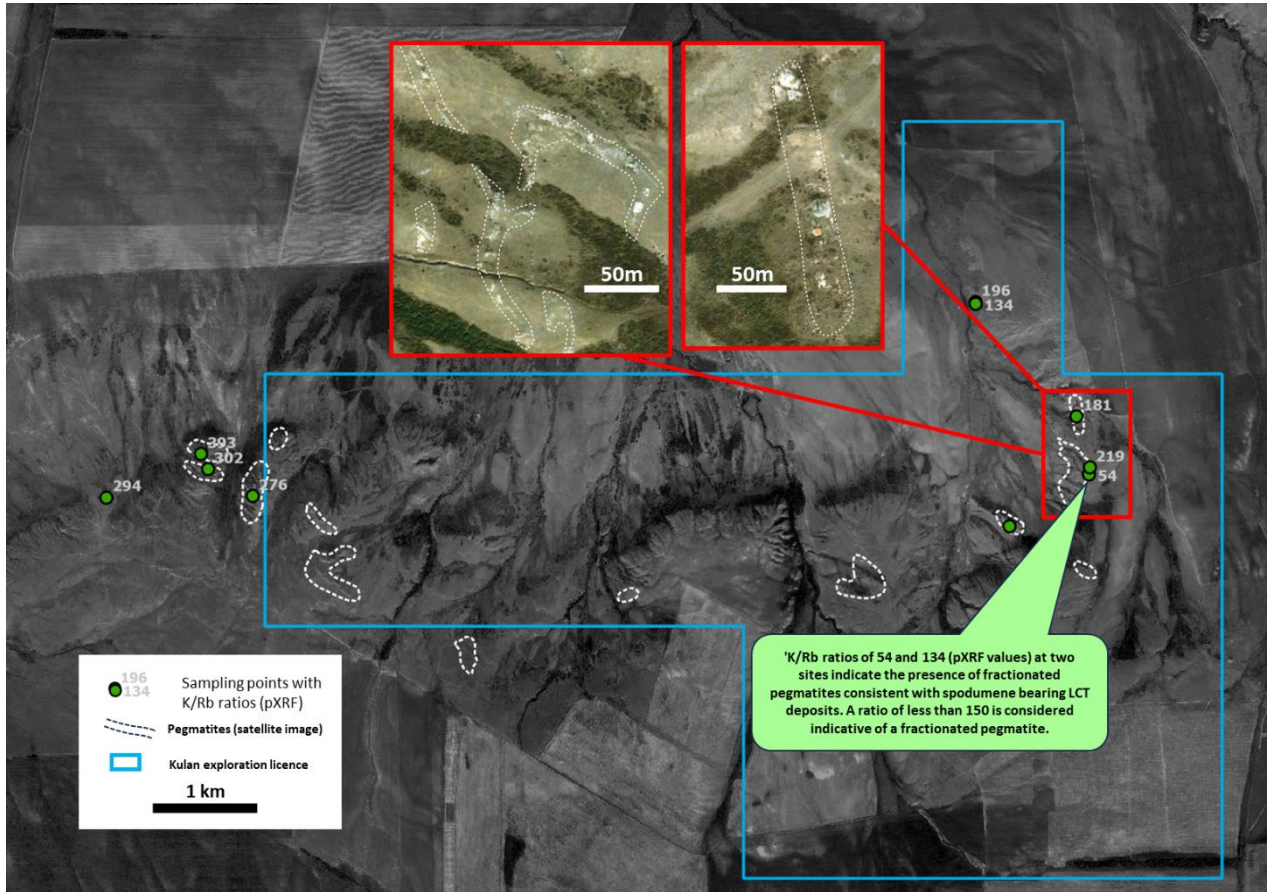 50m
50m
196
134
181
219
54
393
302
276
294
'K/Rb ratios of 54 and 134 (pXRF values) at two
sites indicate the presence of fractionated
pegmatites consistent with spodumene bearing LCT
deposits. A ratio of less than 150 is considered
indicative of a fractionated pegmatite.
196
134
Sampling points with
K/Rb ratios (pXRF)
Pegmatites (satellite image)
Kulan exploration licence
1 km